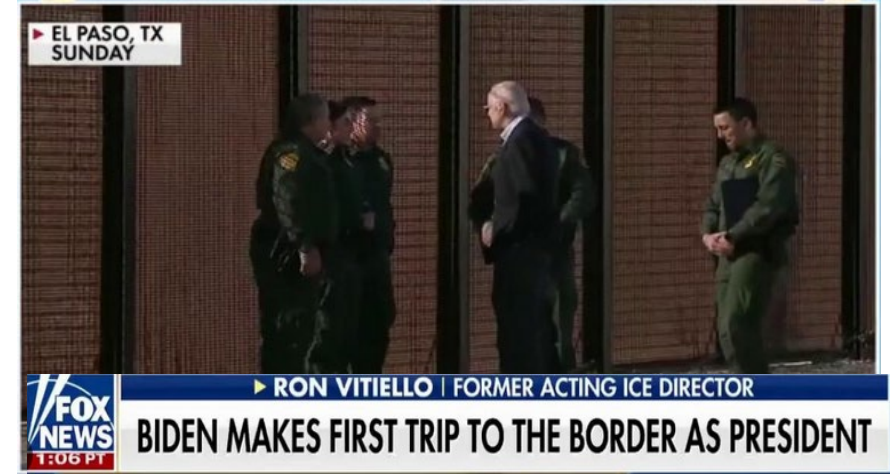 EL PASO, TX
SUNDAY
RON VITIELLO | FORMER ACTING ICE DIRECTOR
FOX
NEWS
1:06 PT
BIDEN MAKES FIRST TRIP TO THE BORDER AS PRESIDENT